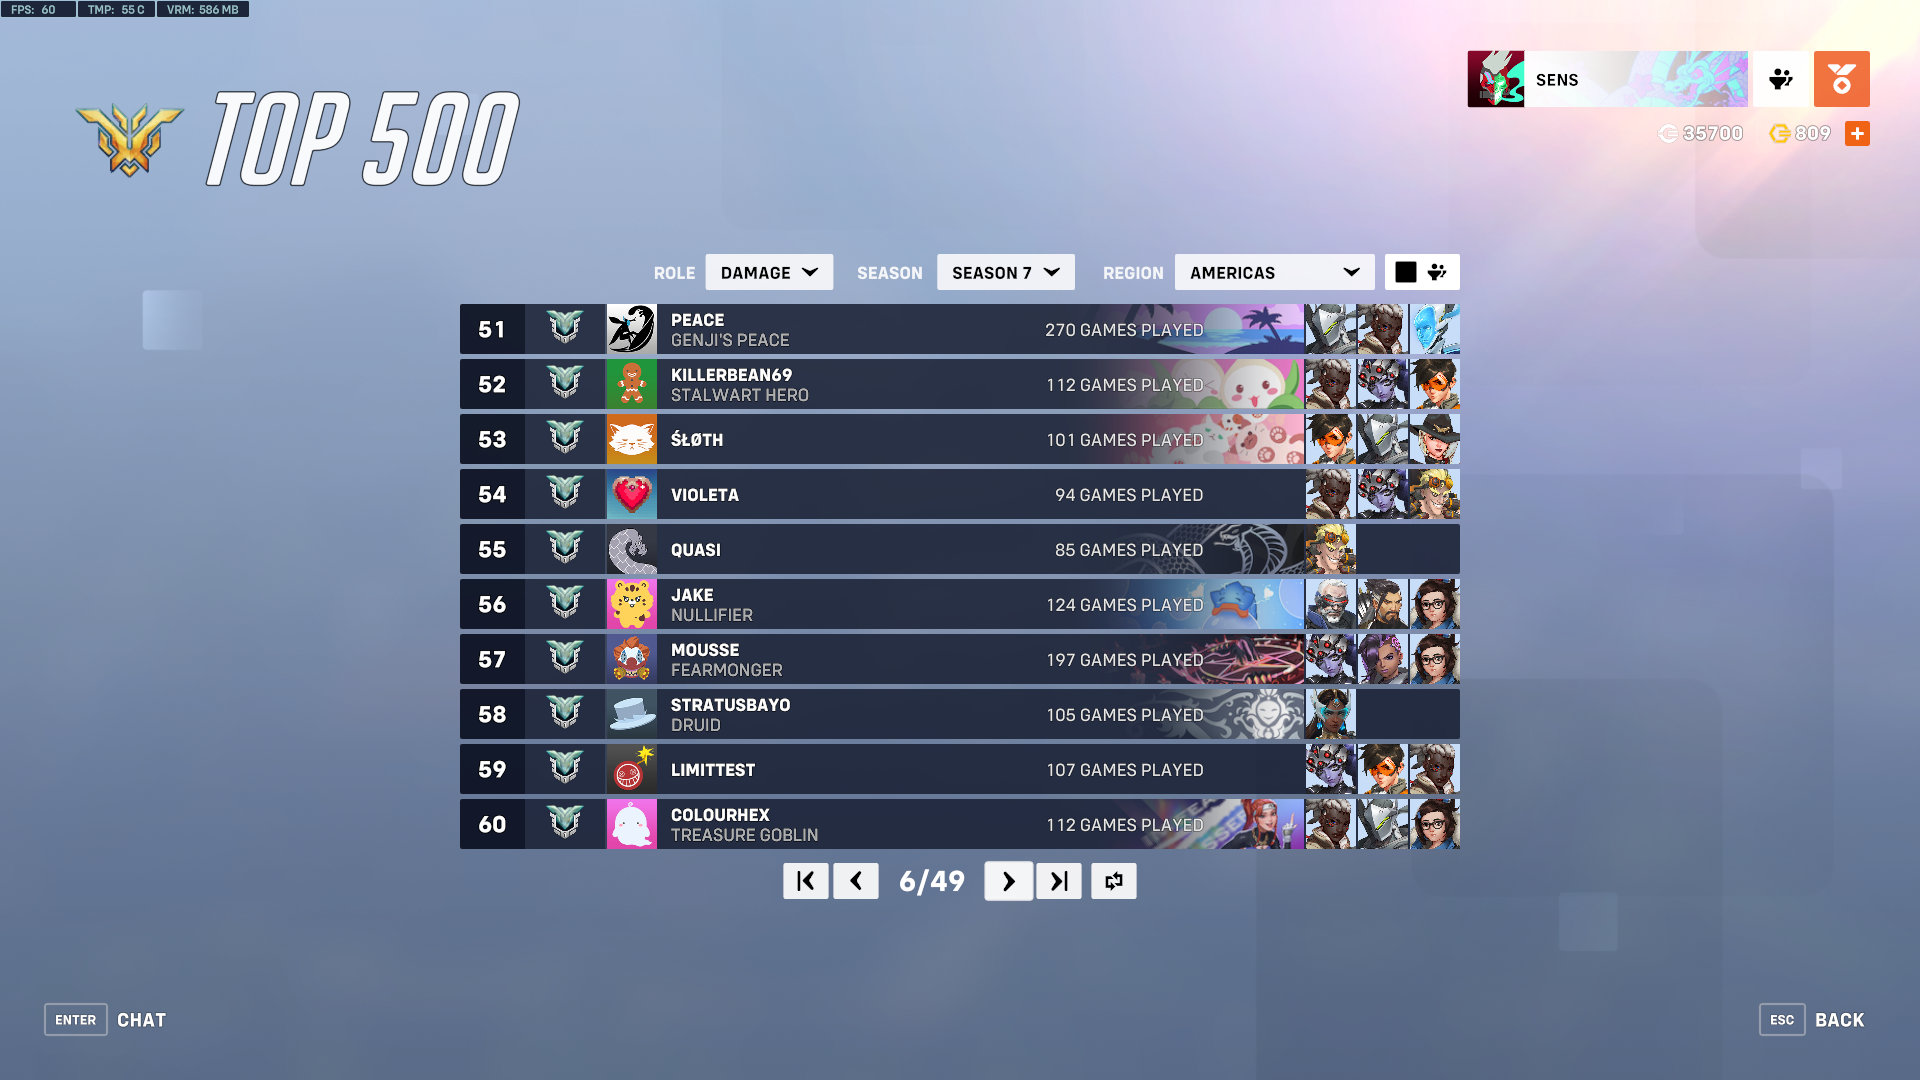 FPS: 60 TMP: 55 C VRM: 586 MB
TOP 500
SENS
35700 809
ROLE DAMAGE SEASON SEASON 7 REGION AMERICAS
51 PEACE 270 GAMES PLAYED
GENJI'S PEACE
52 KILLERBEAN69 112 GAMES PLAYED
STALWART HERO
53 ŚŁØTH 101 GAMES PLAYED
54 VIOLETA 94 GAMES PLAYED
55 QUASI 85 GAMES PLAYED
56 JAKE 124 GAMES PLAYED
NULLIFIER
57 MOUSSE 197 GAMES PLAYED
FEARMONGER
58 STRATUSBAYO 105 GAMES PLAYED
DRUID
59 LIMITTEST 107 GAMES PLAYED
60 COLOURHEX 112 GAMES PLAYED
TREASURE GOBLIN
6/49
ENTER CHAT
ESC BACK